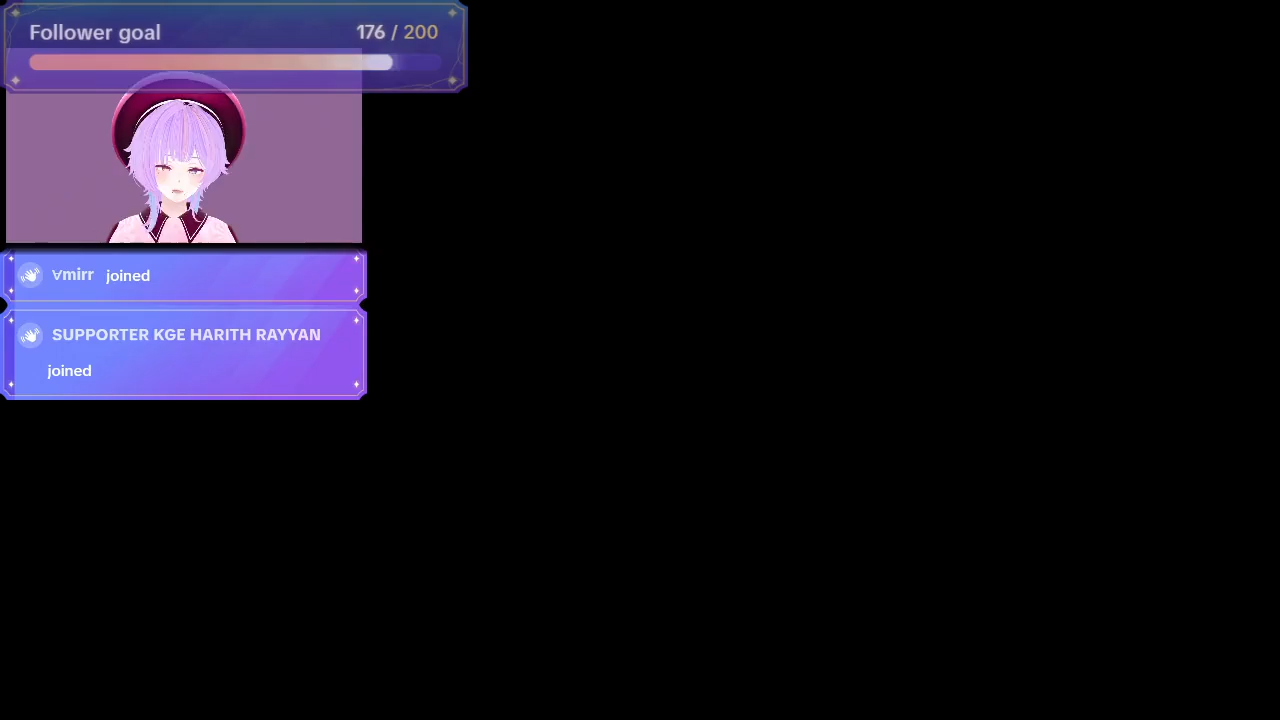 Follower goal 176 / 200
∀mirr joined
SUPPORTER KGE HARITH RAYYAN
joined